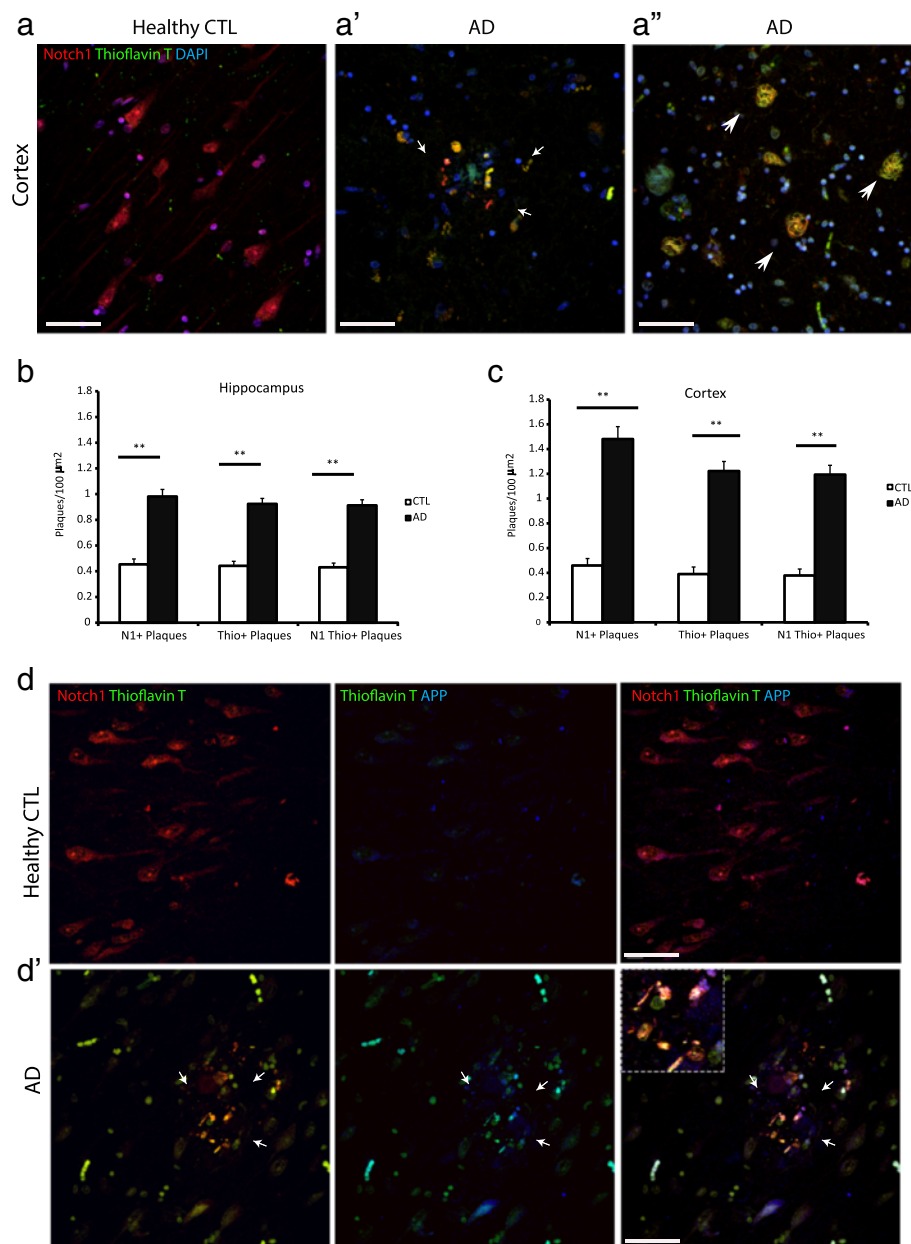 a Healthy CTL a' AD a'' AD
Notch1 Thioflavin T DAPI
Cortex
b
Hippocampus
Plaques/100 µm2
1.8
1.6
1.4
1.2
1
0.8
0.6
0.4
0.2
0
** ** **
CTL
AD
N1+ Plaques Thio+ Plaques N1 Thio+ Plaques
c
Cortex
Plaques/100 µm2
1.8
1.6
1.4
1.2
1
0.8
0.6
0.4
0.2
0
** ** **
CTL
AD
N1+ Plaques Thio+ Plaques N1 Thio+ Plaques
d
Notch1 Thioflavin T Thioflavin T APP Notch1 Thioflavin T APP
Healthy CTL
d'
AD